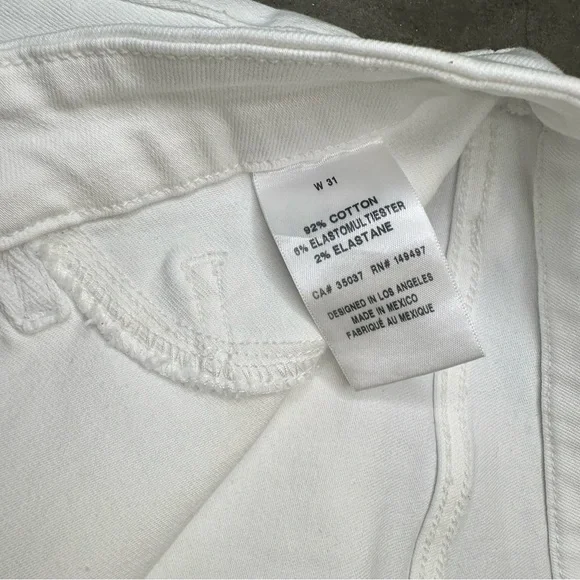 W 31
92% COTTON
6% ELASTOMULTIESTER
2% ELASTANE
CA# 35037 RN# 149497
DESIGNED IN LOS ANGELES
MADE IN MEXICO
FABRIQUÉ AU MEXIQUE